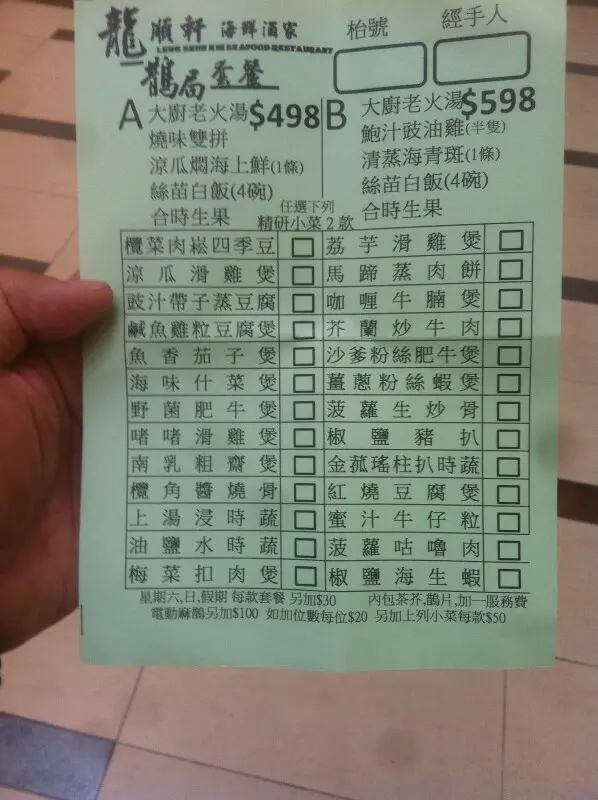 龍順軒 海鮮酒家
LUNG SHUN XIN SEAFOOD RESTAURANT
鵲局套餐
枱號
經手人
A 大廚老火湯$498
燒味雙拼
涼瓜燜海上鮮(1條)
絲苗白飯(4碗)
合時生果
B 大廚老火湯$598
鮑汁豉油雞(半隻)
清蒸海青斑(1條)
絲苗白飯(4碗)
合時生果
任選下列
精研小菜2款
欖菜肉崧四季豆 荔芋滑雞煲
涼瓜滑雞煲 馬蹄蒸肉餅
豉汁帶子蒸豆腐 咖喱牛腩煲
鹹魚雞粒豆腐煲 芥蘭炒牛肉
魚香茄子煲 沙爹粉絲肥牛煲
海味什菜煲 薑蔥粉絲蝦煲
野菌肥牛煲 菠蘿生炒骨
啫啫滑雞煲 椒鹽豬扒
南乳粗齋煲 金菰瑤柱扒時蔬
欖角醬燒骨 紅燒豆腐煲
上湯浸時蔬 蜜汁牛仔粒
油鹽水時蔬 菠蘿咕嚕肉
梅菜扣肉煲 椒鹽海生蝦
星期六,日,假期 每款套餐 另加$30 內包茶芥,鵲片,加一服務費
電動麻鵲另加$100 如加位數每位$20 另加上列小菜每款$50